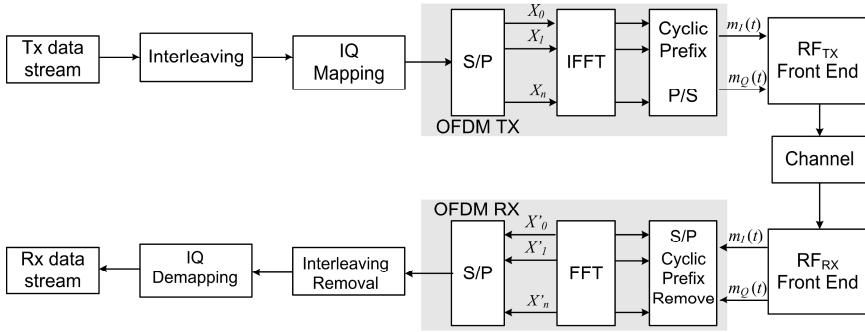 Tx data
stream
Interleaving
IQ
Mapping
S/P
X0
X1
Xn
IFFT
Cyclic
Prefix
P/S
OFDM TX
mI(t)
mQ(t)
RFTX
Front End
Channel
RFRX
Front End
mI(t)
mQ(t)
OFDM RX
S/P
Cyclic
Prefix
Remove
FFT
X'0
X'1
X'n
S/P
Interleaving
Removal
IQ
Demapping
Rx data
stream